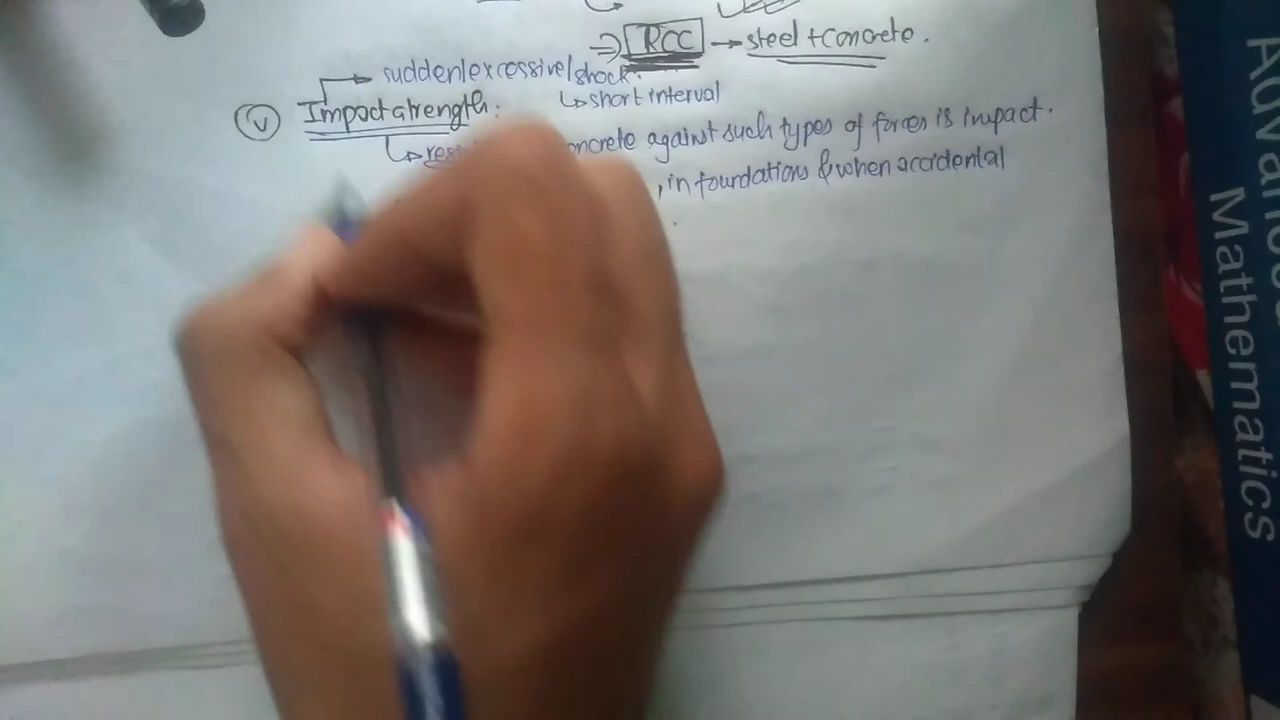 ⇒ RCC → steel + concrete.
sudden/excessive/shock.
↳ short interval
(v) Impact strength:
against such types of forces is impact.
, in foundations & when accidental
Mathematics